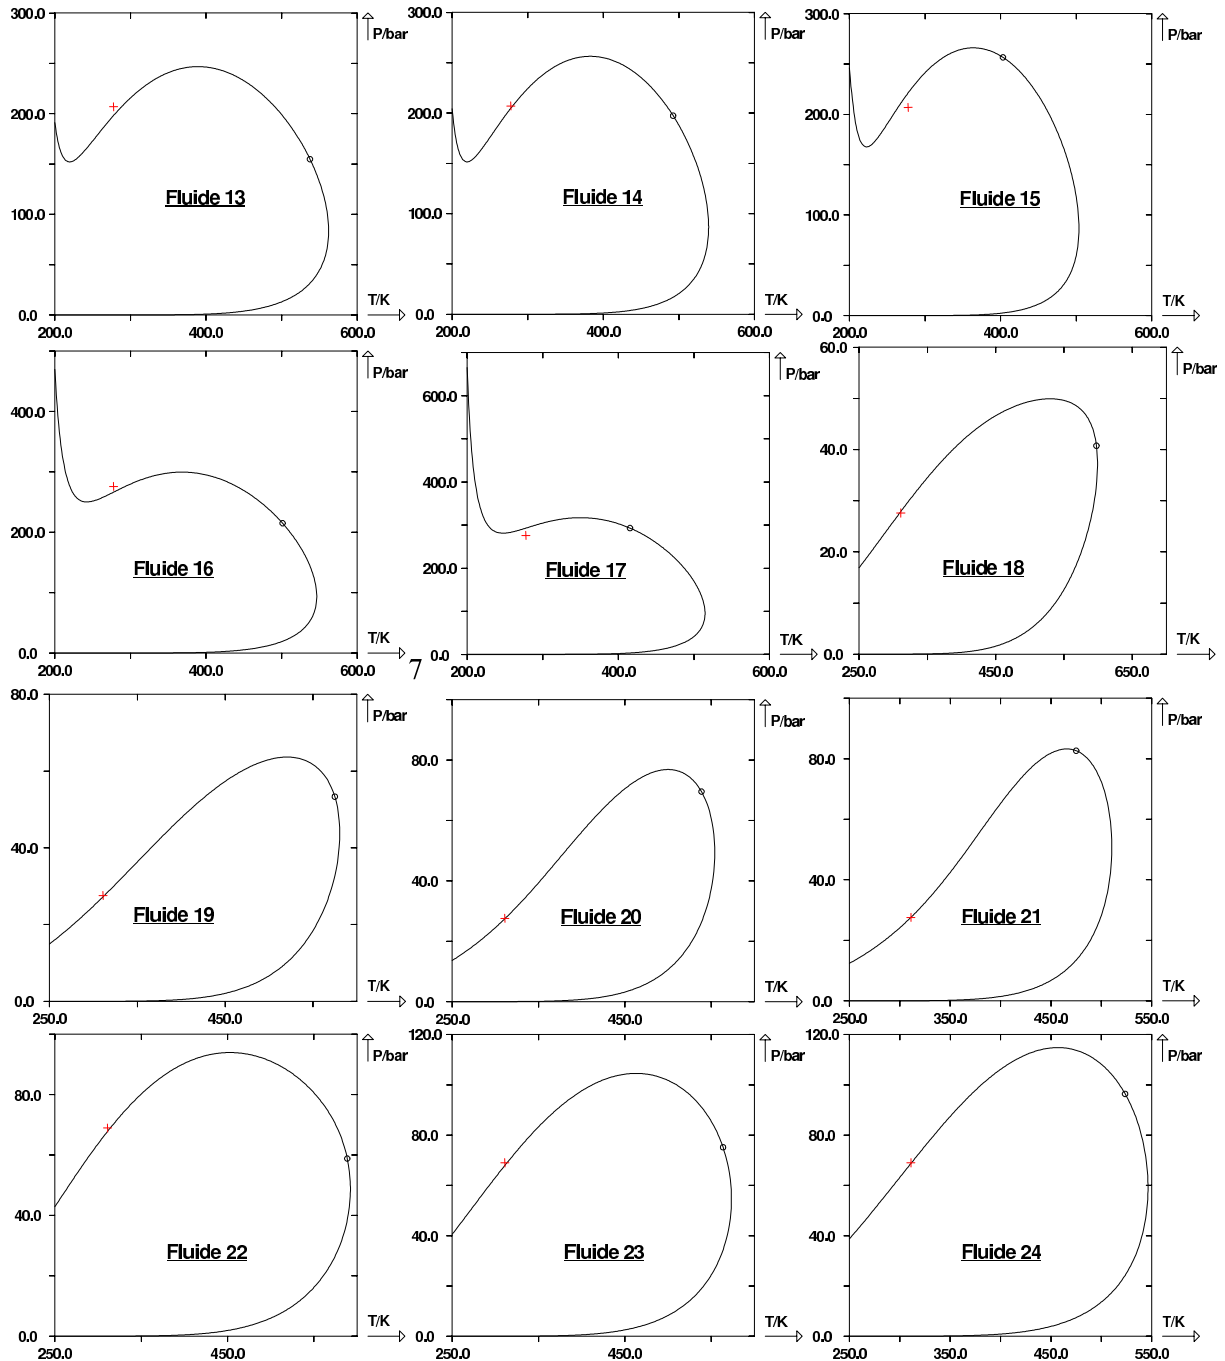 300.0
P/bar
200.0
Fluide 13
100.0
T/K
0.0
200.0
400.0
600.0
300.0
P/bar
200.0
Fluide 14
100.0
T/K
0.0
200.0
400.0
600.0
300.0
P/bar
200.0
Fluide 15
100.0
T/K
0.0
200.0
400.0
600.0
P/bar
400.0
200.0
Fluide 16
T/K
0.0
200.0
400.0
600.0
7
P/bar
600.0
400.0
200.0
Fluide 17
T/K
0.0
200.0
400.0
600.0
60.0
P/bar
40.0
20.0
Fluide 18
T/K
0.0
250.0
450.0
650.0
80.0
P/bar
40.0
Fluide 19
T/K
0.0
250.0
450.0
P/bar
80.0
40.0
Fluide 20
T/K
0.0
250.0
450.0
P/bar
80.0
40.0
Fluide 21
T/K
0.0
250.0
350.0
450.0
550.0
P/bar
80.0
40.0
Fluide 22
T/K
0.0
250.0
450.0
120.0
P/bar
80.0
40.0
Fluide 23
T/K
0.0
250.0
450.0
120.0
P/bar
80.0
40.0
Fluide 24
T/K
0.0
250.0
350.0
450.0
550.0